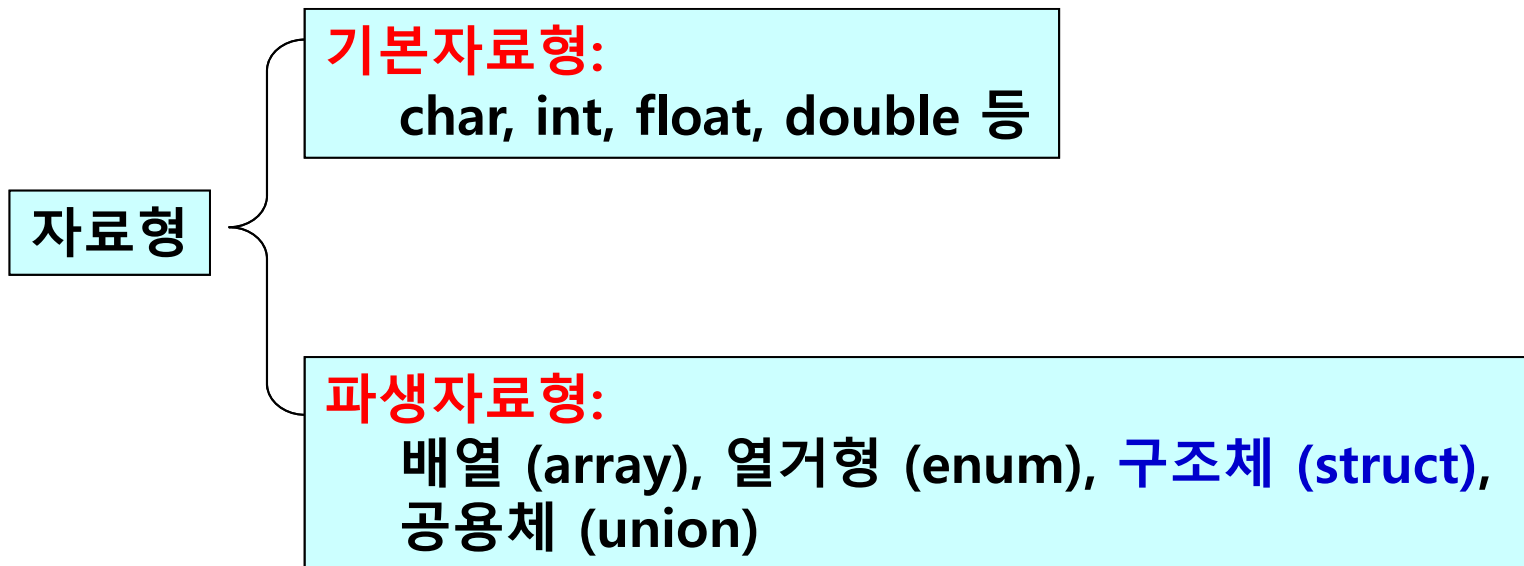 기본자료형:
char, int, float, double 등
자료형
파생자료형:
배열 (array), 열거형 (enum), 구조체 (struct),
공용체 (union)